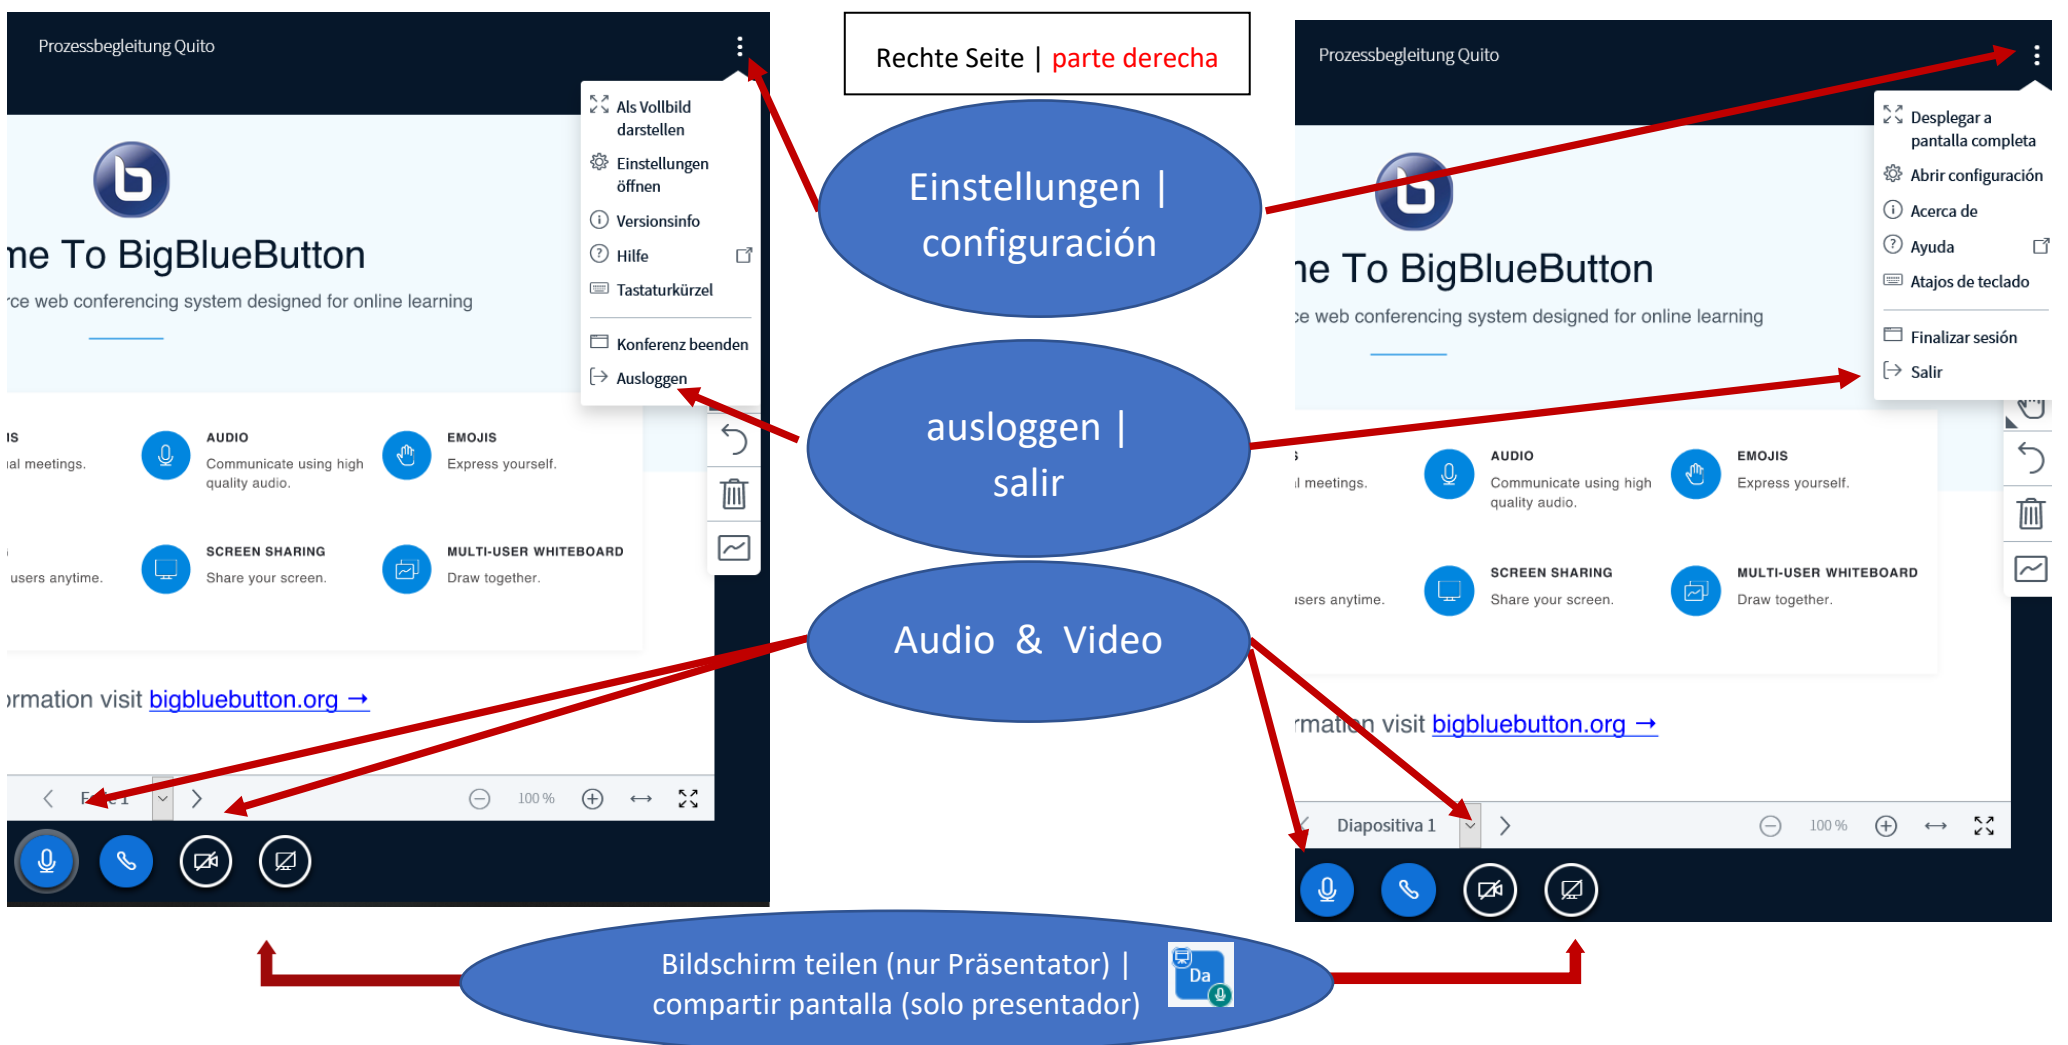 Prozessbegleitung Quito
Als Vollbild
darstellen
Einstellungen
öffnen
Versionsinfo
Hilfe
Tastaturkürzel
Konferenz beenden
Ausloggen
me To BigBlueButton
rce web conferencing system designed for online learning
AUDIO
Communicate using high
quality audio.
EMOJIS
Express yourself.
meetings.
SCREEN SHARING
Share your screen.
MULTI-USER WHITEBOARD
Draw together.
users anytime.
ormation visit bigbluebutton.org →
100 %
Rechte Seite | parte derecha
Einstellungen |
configuración
ausloggen |
salir
Audio & Video
Bildschirm teilen (nur Präsentator) |
compartir pantalla (solo presentador)
Da
Prozessbegleitung Quito
Desplegar a
pantalla completa
Abrir configuración
Acerca de
Ayuda
Atajos de teclado
Finalizar sesión
Salir
ne To BigBlueButton
ce web conferencing system designed for online learning
AUDIO
Communicate using high
quality audio.
EMOJIS
Express yourself.
meetings.
SCREEN SHARING
Share your screen.
MULTI-USER WHITEBOARD
Draw together.
users anytime.
rmation visit bigbluebutton.org →
Diapositiva 1
100 %